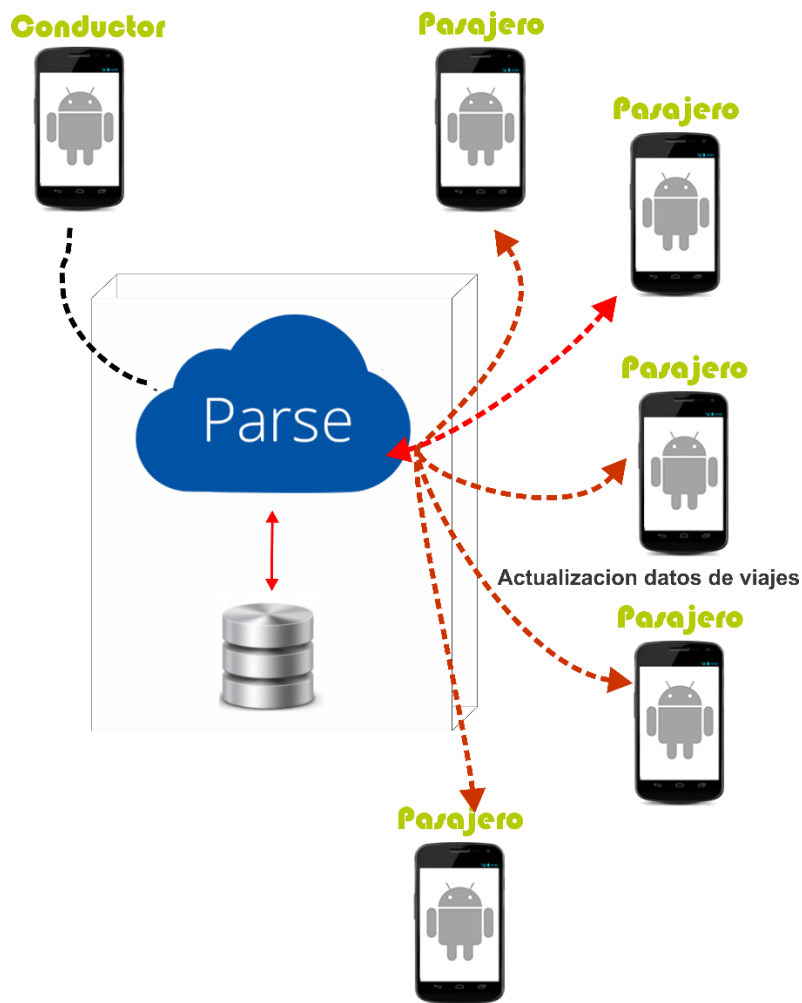 Conductor
Pasajero
Pasajero
Parse
Pasajero
Actualizacion datos de viajes
Pasajero
Pasajero